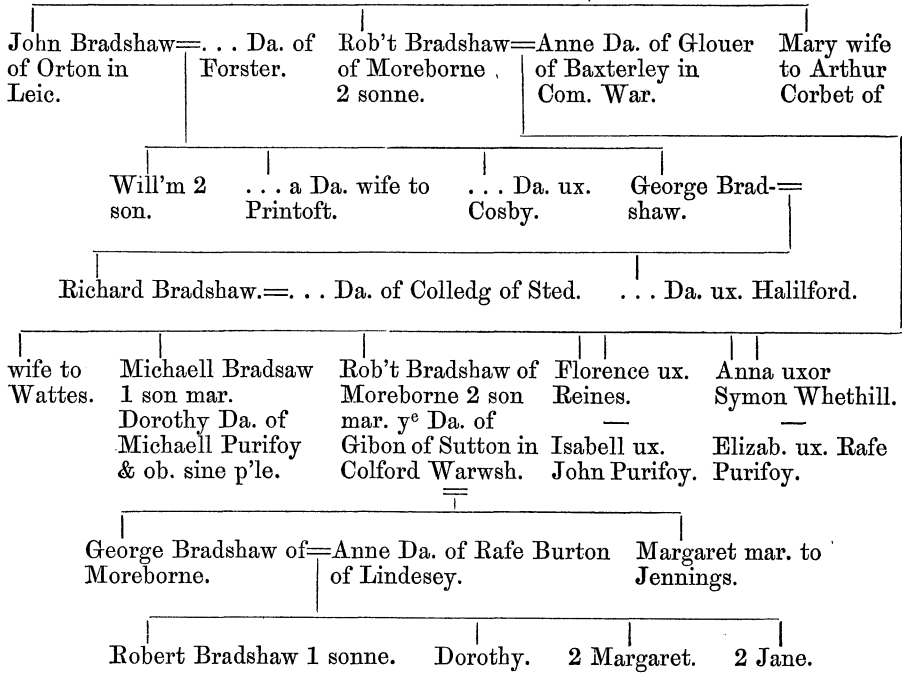 John Bradshaw=. . . Da. of Rob't Bradshaw=Anne Da. of Glouer Mary wife
of Orton in Forster. of Moreborne of Baxterley in to Arthur
Leic. 2 sonne. Com. War. Corbet of
Will'm 2 . . . a Da. wife to . . . Da. ux. George Brad-=
son. Printoft. Cosby. shaw.
Richard Bradshaw.=. . . Da. of Colledg of Sted. . . . Da. ux. Halilford.
wife to Michaell Bradsaw Rob't Bradshaw of Florence ux. Anna uxor
Wattes. 1 son mar. Moreborne 2 son Reines. Symon Whethill.
Dorothy Da. of mar. yᵉ Da. of — —
Michaell Purifoy Gibon of Sutton in Isabell ux. Elizab. ux. Rafe
& ob. sine p'le. Colford Warwsh. John Purifoy. Purifoy.
=
George Bradshaw of=Anne Da. of Rafe Burton Margaret mar. to
Moreborne. of Lindesey. Jennings.
Robert Bradshaw 1 sonne. Dorothy. 2 Margaret. 2 Jane.